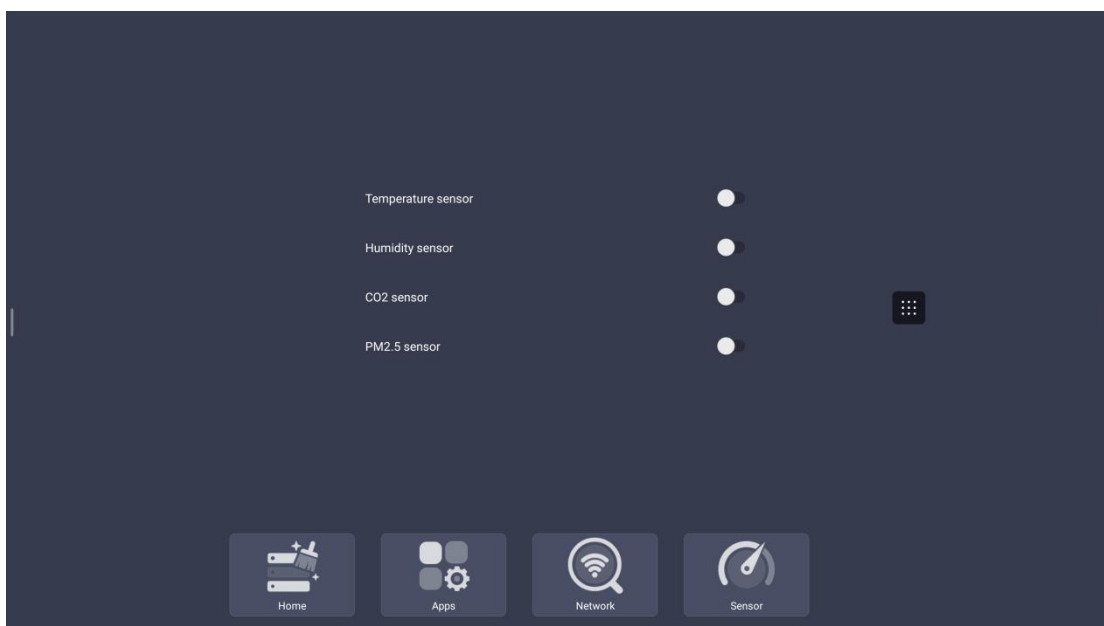 Temperature sensor
Humidity sensor
CO2 sensor
PM2.5 sensor
Home
Apps
Network
Sensor